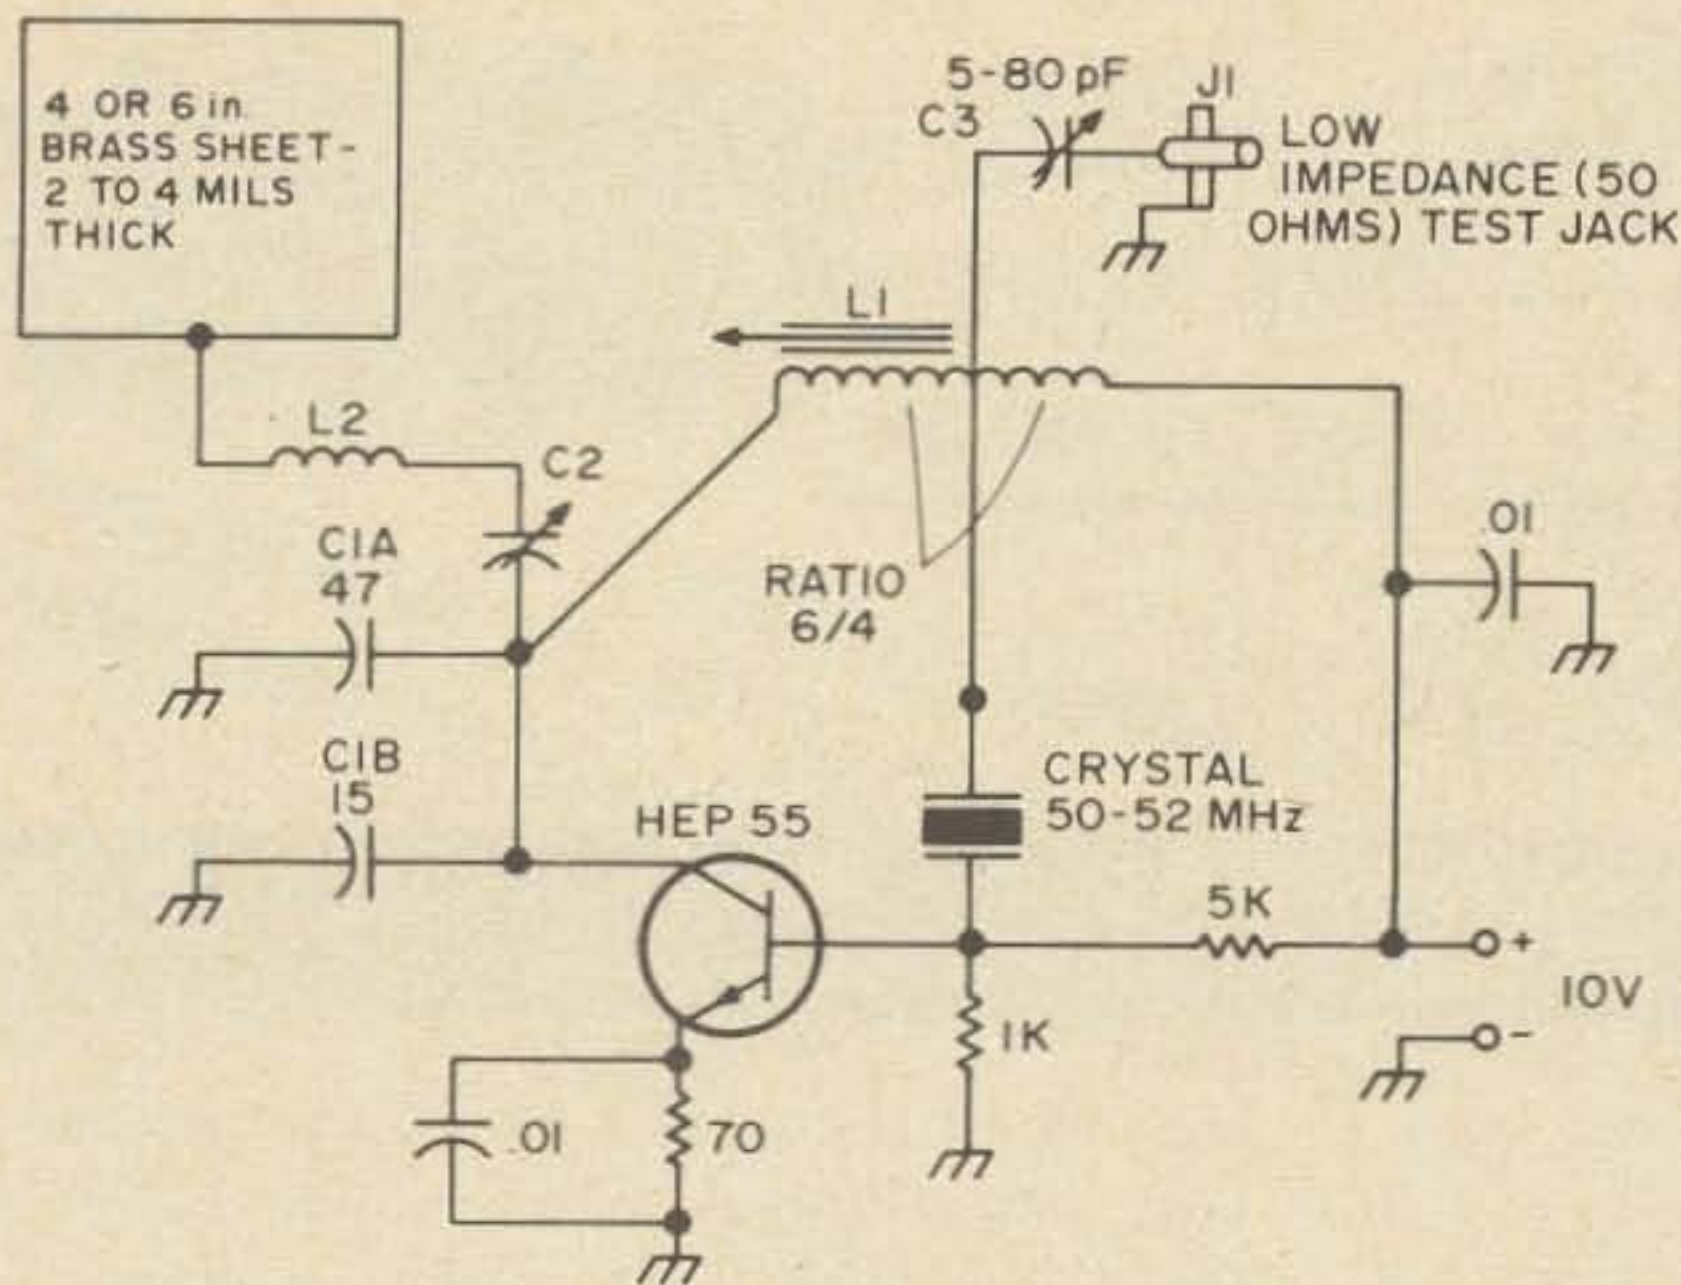 4 OR 6 in.
BRASS SHEET-
2 TO 4 MILS
THICK
5-80 pF
C3
J1
LOW
IMPEDANCE (50
OHMS) TEST JACK
L1
L2
C2
C1A
47
RATIO
6/4
.01
C1B
15
HEP 55
CRYSTAL
50-52 MHz
5K
+
10V
-
1K
.01
70